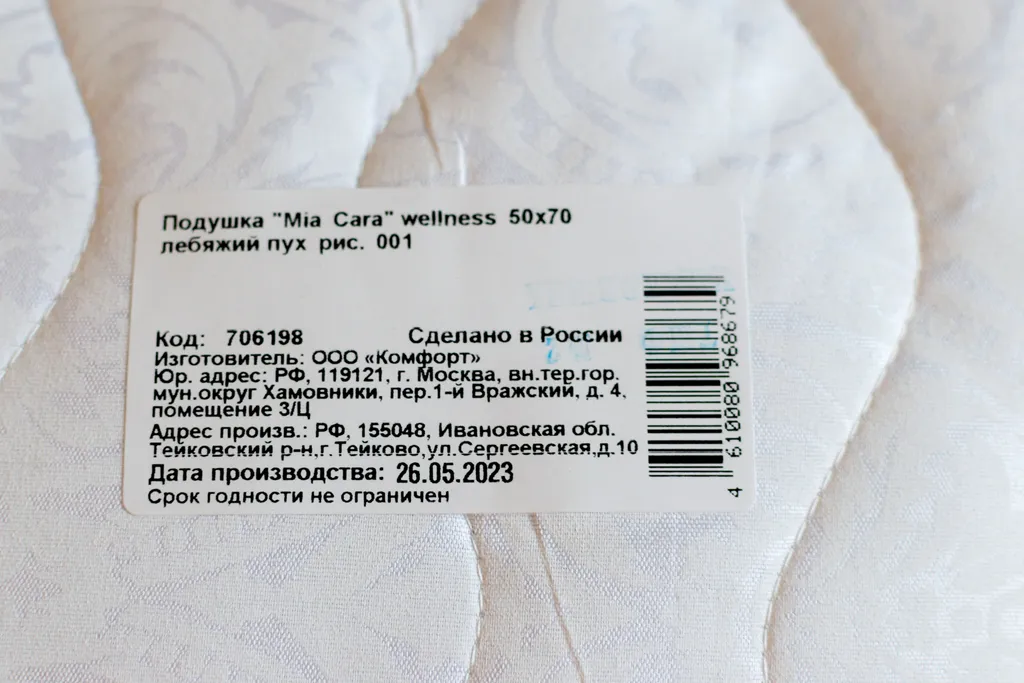 Подушка "Mia Cara" wellness 50х70
лебяжий пух рис. 001
Код: 706198 Сделано в России
Изготовитель: ООО «Комфорт»
Юр. адрес: РФ, 119121, г. Москва, вн.тер.гор.
мун.округ Хамовники, пер.1-й Вражский, д. 4,
помещение 3/Ц
Адрес произв.: РФ, 155048, Ивановская обл.
Тейковский р-н,г.Тейково,ул.Сергеевская,д.10
Дата производства: 26.05.2023
Срок годности не ограничен
4 610080 968679